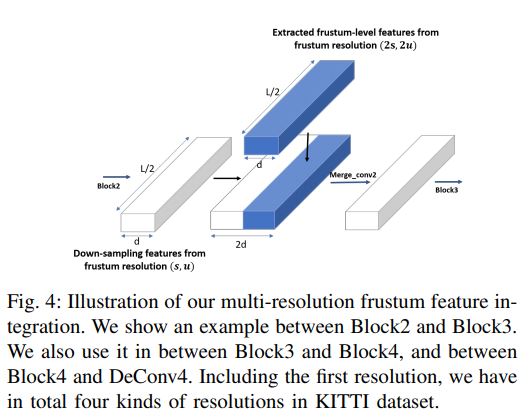 Extracted frustum-level features from
frustum resolution (2s, 2u)
L/2
d
L/2
Block2
Merge_conv2
Block3
d
2d
Down-sampling features from
frustum resolution (s, u)
Fig. 4: Illustration of our multi-resolution frustum feature in-
tegration. We show an example between Block2 and Block3.
We also use it in between Block3 and Block4, and between
Block4 and DeConv4. Including the first resolution, we have
in total four kinds of resolutions in KITTI dataset.